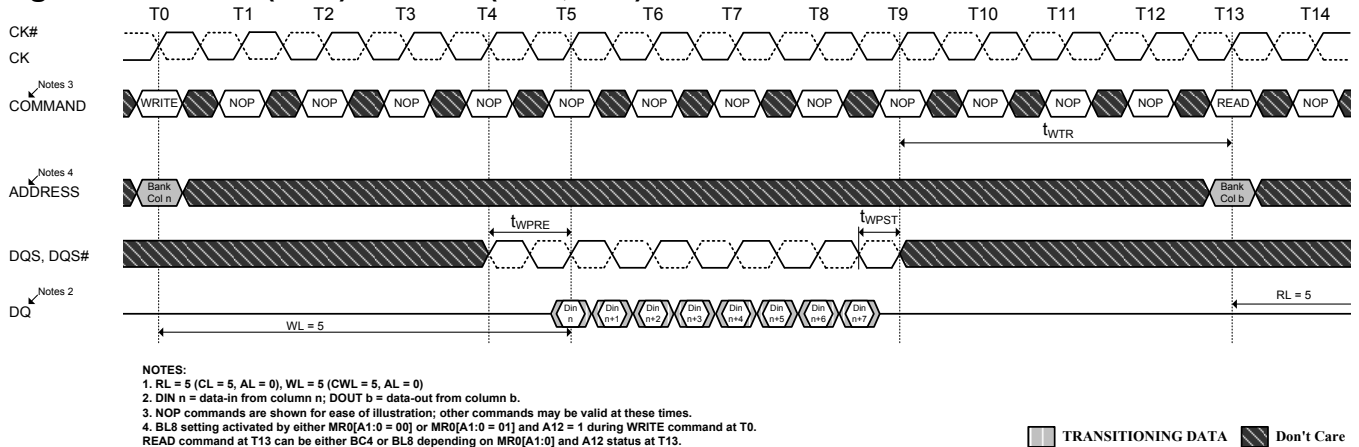 T0 T1 T2 T3 T4 T5 T6 T7 T8 T9 T10 T11 T12 T13 T14
CK#
CK
Notes 3
COMMAND
WRITE NOP NOP NOP NOP NOP NOP NOP NOP NOP NOP NOP NOP READ NOP
tWTR
Notes 4
ADDRESS
Bank Bank
Col n Col b
tWPRE tWPST
DQS, DQS#
Notes 2
DQ
Din Din Din Din Din Din Din Din
n n+1 n+2 n+3 n+4 n+5 n+6 n+7
RL = 5
WL = 5
NOTES:
1. RL = 5 (CL = 5, AL = 0), WL = 5 (CWL = 5, AL = 0)
2. DIN n = data-in from column n; DOUT b = data-out from column b.
3. NOP commands are shown for ease of illustration; other commands may be valid at these times.
4. BL8 setting activated by either MR0[A1:0 = 00] or MR0[A1:0 = 01] and A12 = 1 during WRITE command at T0.
READ command at T13 can be either BC4 or BL8 depending on MR0[A1:0] and A12 status at T13.
TRANSITIONING DATA Don't Care